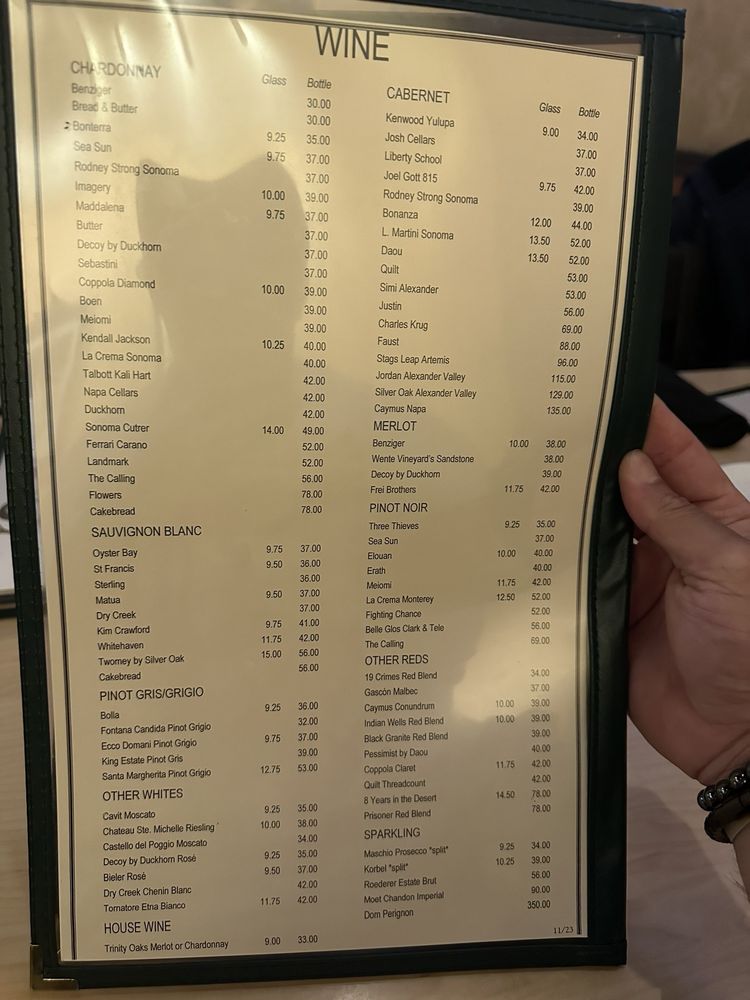 WINE
CHARDONNAY Glass Bottle
Benziger 30.00
Bread & Butter 30.00
Bonterra 9.25 35.00
Sea Sun 9.75 37.00
Rodney Strong Sonoma 37.00
Imagery 10.00 39.00
Maddalena 9.75 37.00
Butter 37.00
Decoy by Duckhorn 37.00
Sebastini 37.00
Coppola Diamond 10.00 39.00
Boen 39.00
Meiomi 39.00
Kendall Jackson 10.25 40.00
La Crema Sonoma 40.00
Talbott Kali Hart 42.00
Napa Cellars 42.00
Duckhorn 42.00
Sonoma Cutrer 14.00 49.00
Ferrari Carano 52.00
Landmark 52.00
The Calling 56.00
Flowers 78.00
Cakebread 78.00
SAUVIGNON BLANC
Oyster Bay 9.75 37.00
St Francis 9.50 36.00
Sterling 36.00
Matua 9.50 37.00
Dry Creek 37.00
Kim Crawford 9.75 41.00
Whitehaven 11.75 42.00
Twomey by Silver Oak 15.00 56.00
Cakebread 56.00
PINOT GRIS/GRIGIO
Bolla 9.25 36.00
Fontana Candida Pinot Grigio 32.00
Ecco Domani Pinot Grigio 9.75 37.00
King Estate Pinot Gris 39.00
Santa Margherita Pinot Grigio 12.75 53.00
OTHER WHITES
Cavit Moscato 9.25 35.00
Chateau Ste. Michelle Riesling 10.00 38.00
Castello del Poggio Moscato 34.00
Decoy by Duckhorn Rosé 9.25 35.00
Bieler Rosé 9.50 37.00
Dry Creek Chenin Blanc 42.00
Tornatore Etna Bianco 11.75 42.00
HOUSE WINE
Trinity Oaks Merlot or Chardonnay 9.00 33.00
CABERNET Glass Bottle
Kenwood Yulupa 9.00 34.00
Josh Cellars 37.00
Liberty School 37.00
Joel Gott 815 9.75 42.00
Rodney Strong Sonoma 39.00
Bonanza 12.00 44.00
L. Martini Sonoma 13.50 52.00
Daou 13.50 52.00
Quilt 53.00
Simi Alexander 53.00
Justin 56.00
Charles Krug 69.00
Faust 88.00
Stags Leap Artemis 96.00
Jordan Alexander Valley 115.00
Silver Oak Alexander Valley 129.00
Caymus Napa 135.00
MERLOT
Benziger 10.00 38.00
Wente Vineyard's Sandstone 38.00
Decoy by Duckhorn 39.00
Frei Brothers 11.75 42.00
PINOT NOIR
Three Thieves 9.25 35.00
Sea Sun 37.00
Elouan 10.00 40.00
Erath 40.00
Meiomi 11.75 42.00
La Crema Monterey 12.50 52.00
Fighting Chance 52.00
Belle Glos Clark & Tele 56.00
The Calling 69.00
OTHER REDS
19 Crimes Red Blend 34.00
Gascón Malbec 37.00
Caymus Conundrum 10.00 39.00
Indian Wells Red Blend 10.00 39.00
Black Granite Red Blend 39.00
Pessimist by Daou 40.00
Coppola Claret 11.75 42.00
Quilt Threadcount 42.00
8 Years in the Desert 14.50 78.00
Prisoner Red Blend 78.00
SPARKLING
Maschio Prosecco "split" 9.25 34.00
Korbel "split" 10.25 39.00
Roederer Estate Brut 56.00
Moet Chandon Imperial 90.00
Dom Perignon 350.00
11/23